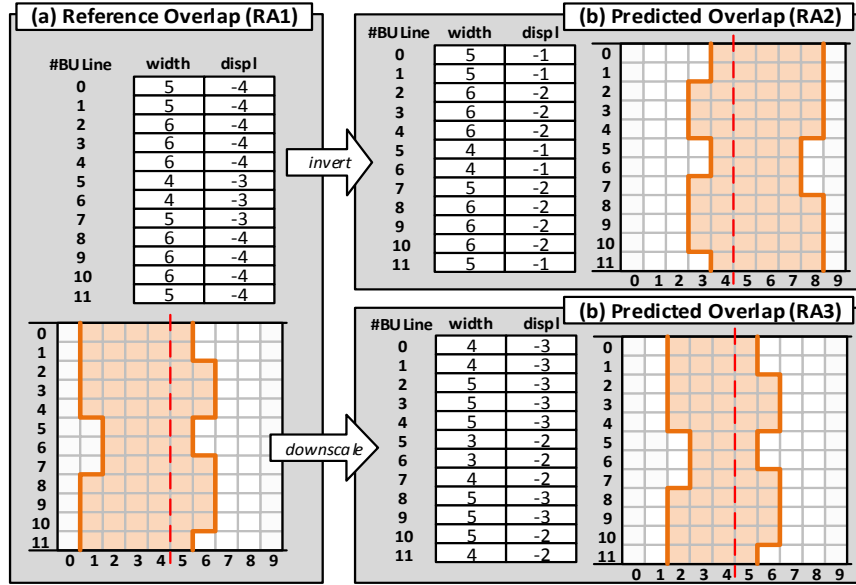 (a) Reference Overlap (RA1)
#BU Line width displ
0 5 -4
1 5 -4
2 6 -4
3 6 -4
4 6 -4
5 4 -3
6 4 -3
7 5 -3
8 6 -4
9 6 -4
10 6 -4
11 5 -4
0
1
2
3
4
5
6
7
8
9
10
11
0 1 2 3 4 5 6 7 8 9
invert
downscale
(b) Predicted Overlap (RA2)
#BU Line width displ
0 5 -1
1 5 -1
2 6 -2
3 6 -2
4 6 -2
5 4 -1
6 4 -1
7 5 -2
8 6 -2
9 6 -2
10 6 -2
11 5 -1
0
1
2
3
4
5
6
7
8
9
10
11
0 1 2 3 4 5 6 7 8 9
(b) Predicted Overlap (RA3)
#BU Line width displ
0 4 -3
1 4 -3
2 5 -3
3 5 -3
4 5 -3
5 3 -2
6 3 -2
7 4 -2
8 5 -3
9 5 -3
10 5 -2
11 4 -2
0
1
2
3
4
5
6
7
8
9
10
11
0 1 2 3 4 5 6 7 8 9